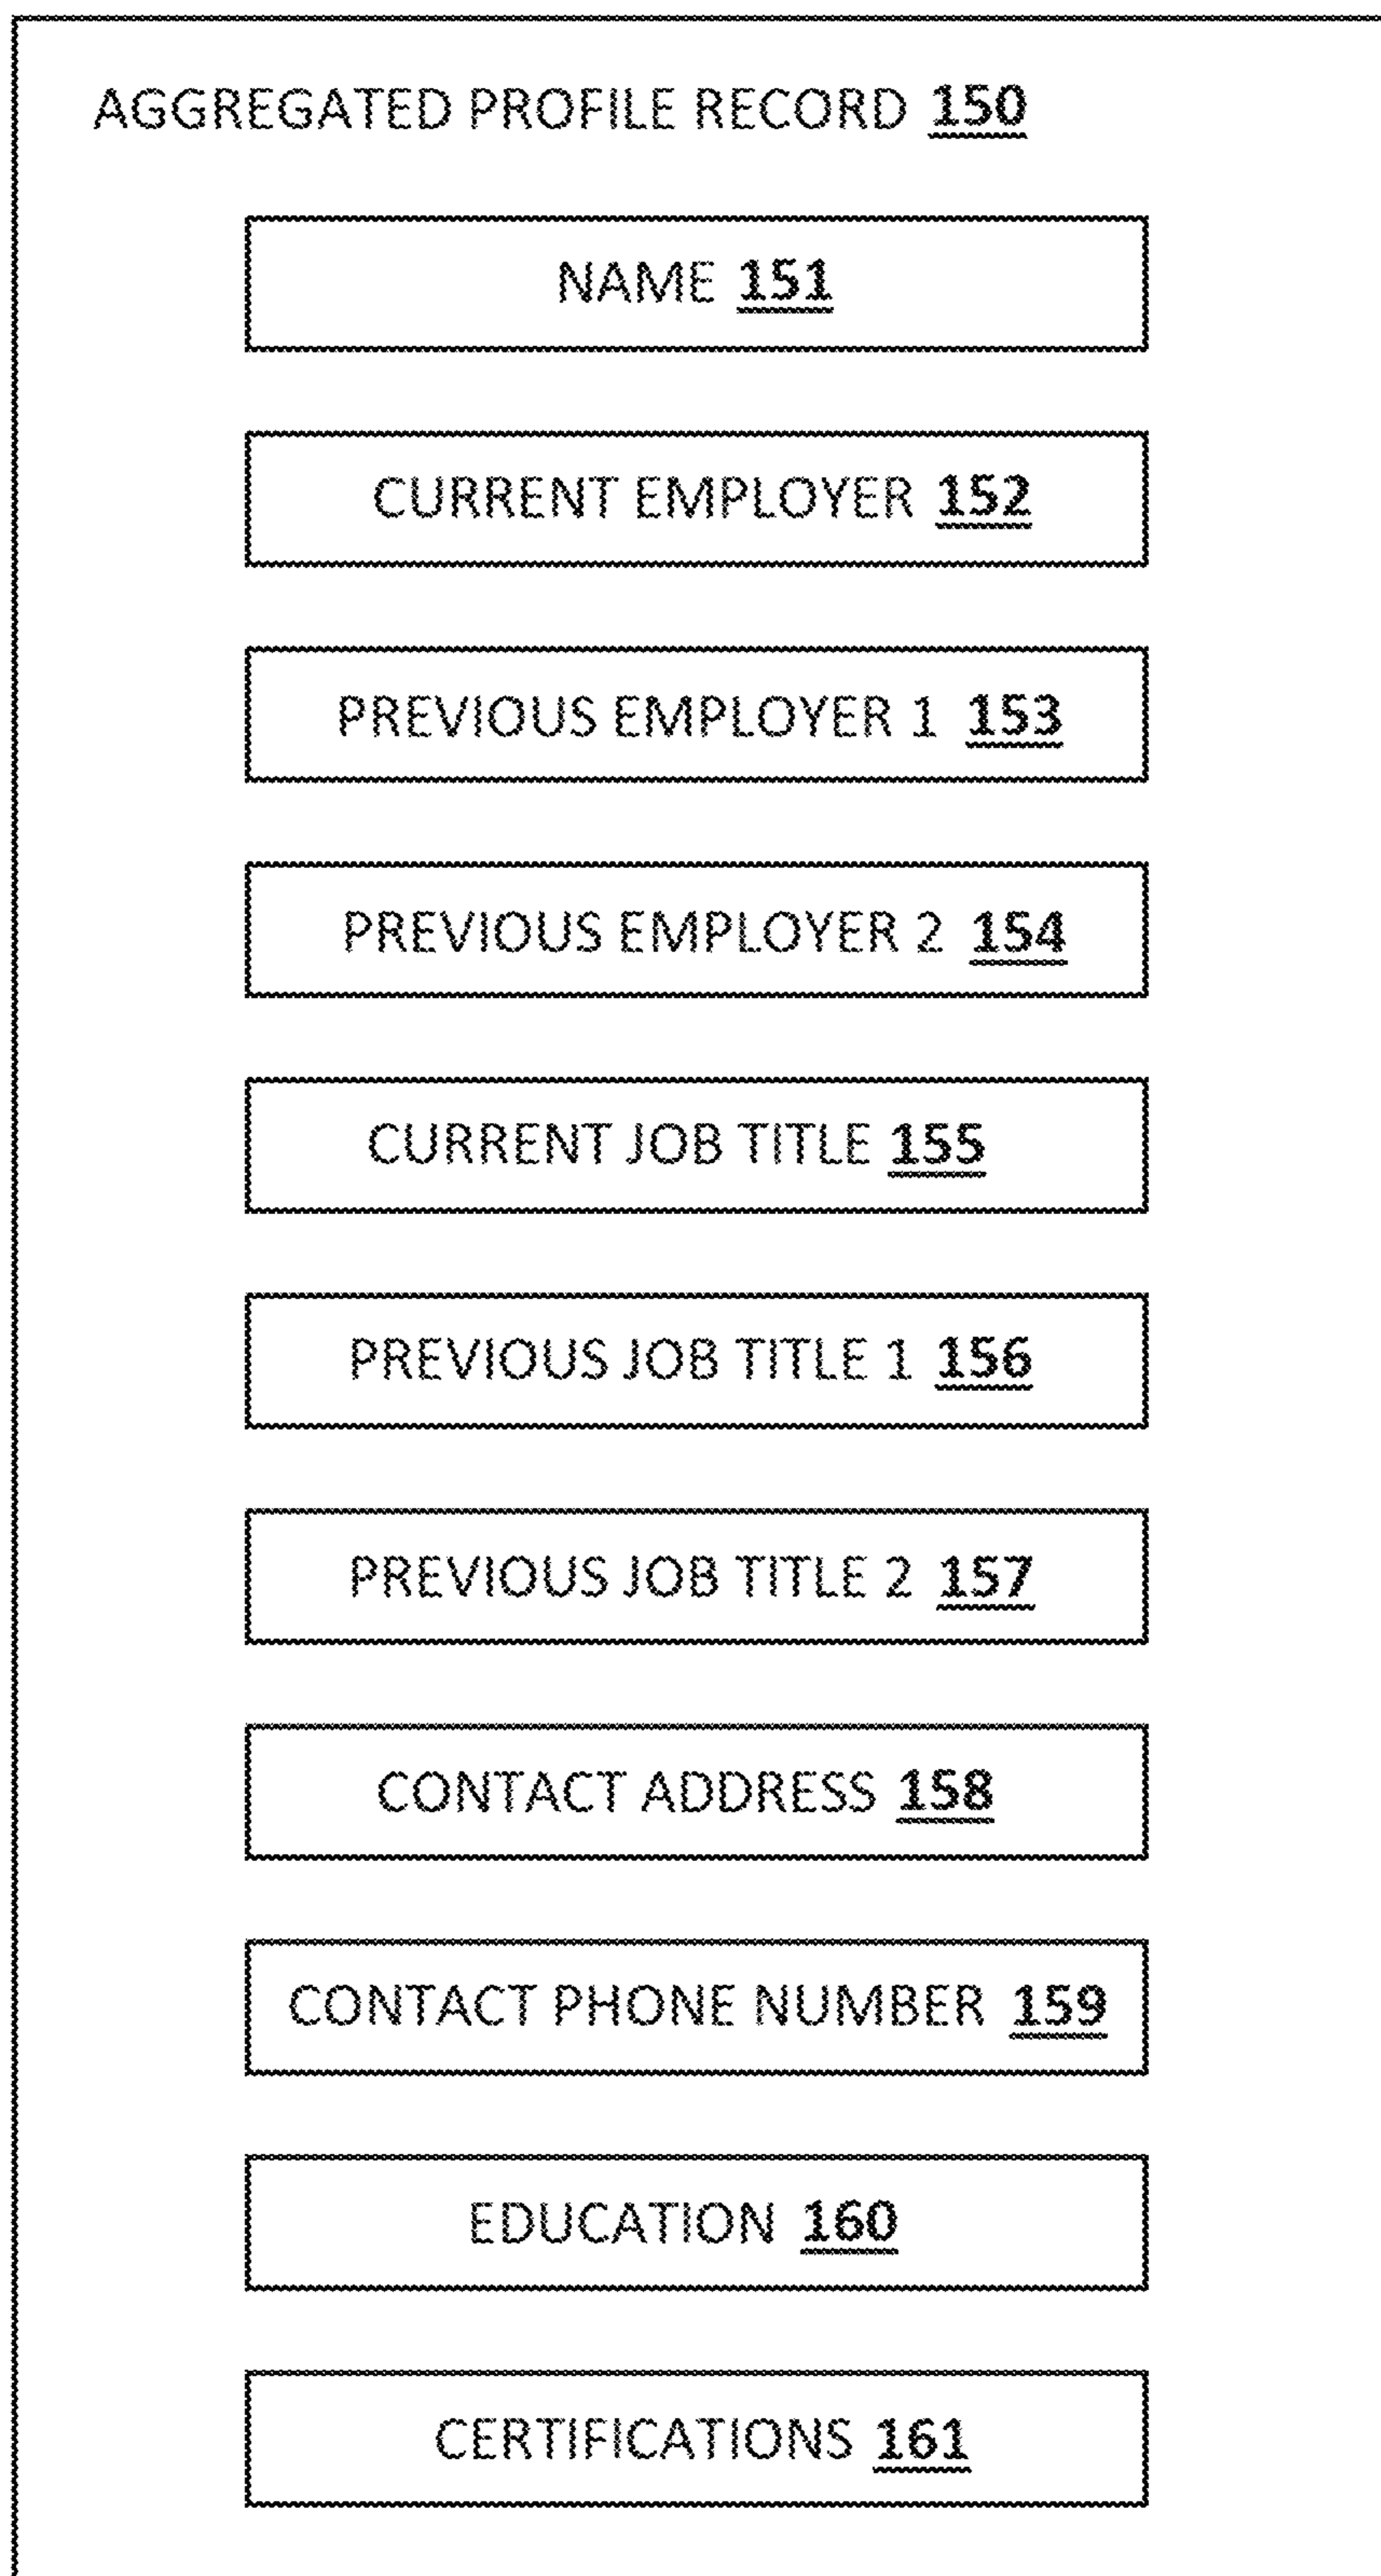 AGGREGATED PROFILE RECORD 150
NAME 151
CURRENT EMPLOYER 152
PREVIOUS EMPLOYER 1 153
PREVIOUS EMPLOYER 2 154
CURRENT JOB TITLE 155
PREVIOUS JOB TITLE 1 156
PREVIOUS JOB TITLE 2 157
CONTACT ADDRESS 158
CONTACT PHONE NUMBER 159
EDUCATION 160
CERTIFICATIONS 161